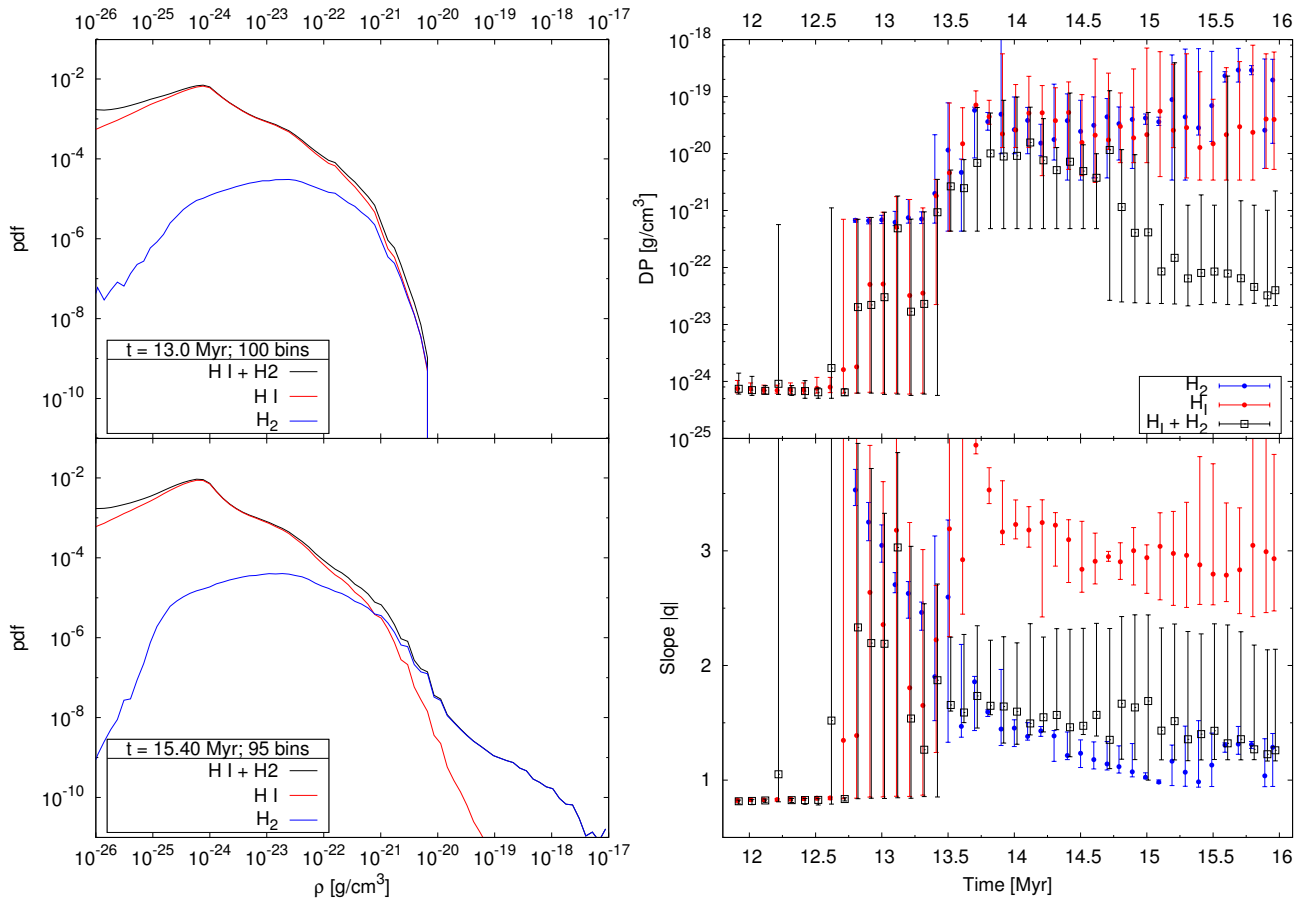 10^-26 10^-25 10^-24 10^-23 10^-22 10^-21 10^-20 10^-19 10^-18 10^-17
10^-2
10^-4
10^-6
10^-8
10^-10
pdf
t = 13.0 Myr; 100 bins
H I + H2
H I
H_2
10^-2
10^-4
10^-6
10^-8
10^-10
pdf
t = 15.40 Myr; 95 bins
H I + H2
H I
H_2
10^-26 10^-25 10^-24 10^-23 10^-22 10^-21 10^-20 10^-19 10^-18 10^-17
ρ [g/cm^3]
12 12.5 13 13.5 14 14.5 15 15.5 16
10^-18
10^-19
10^-20
10^-21
10^-22
10^-23
10^-24
10^-25
DP [g/cm^3]
H_2
H_I
H_I + H_2
3
2
1
Slope |q|
12 12.5 13 13.5 14 14.5 15 15.5 16
Time [Myr]